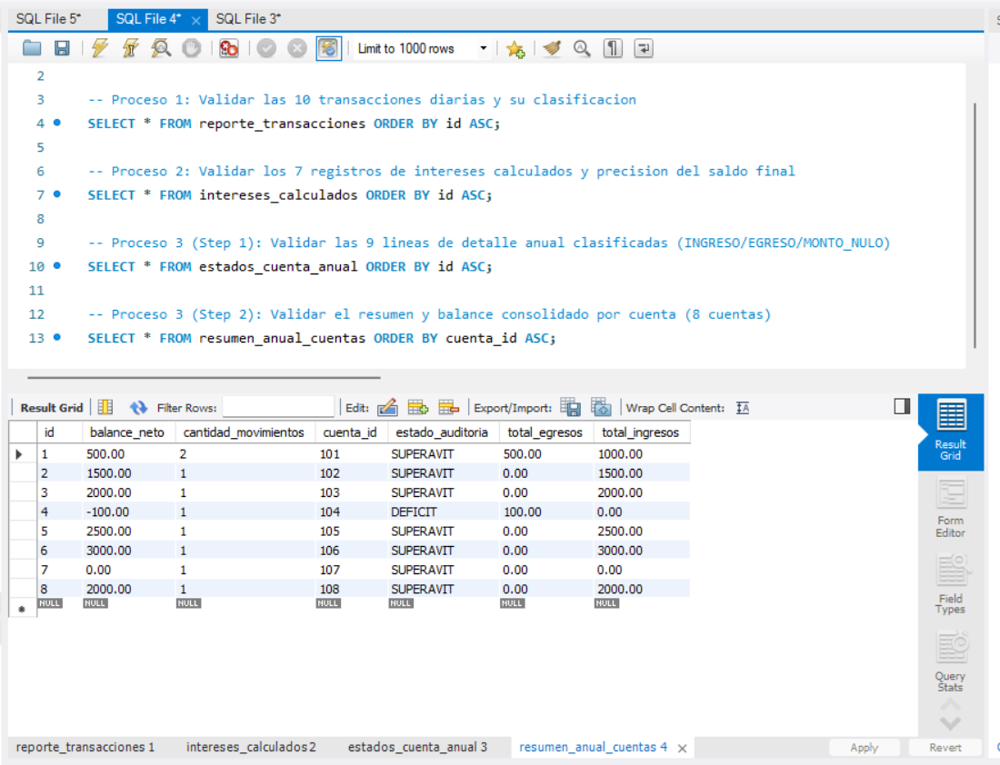 SQL File 5* SQL File 4* SQL File 3*
Limit to 1000 rows
2
3 -- Proceso 1: Validar las 10 transacciones diarias y su clasificacion
4 SELECT * FROM reporte_transacciones ORDER BY id ASC;
5
6 -- Proceso 2: Validar los 7 registros de intereses calculados y precision del saldo final
7 SELECT * FROM intereses_calculados ORDER BY id ASC;
8
9 -- Proceso 3 (Step 1): Validar las 9 lineas de detalle anual clasificadas (INGRESO/EGRESO/MONTO_NULO)
10 SELECT * FROM estados_cuenta_anual ORDER BY id ASC;
11
12 -- Proceso 3 (Step 2): Validar el resumen y balance consolidado por cuenta (8 cuentas)
13 SELECT * FROM resumen_anual_cuentas ORDER BY cuenta_id ASC;
Result Grid Filter Rows: Edit: Export/Import: Wrap Cell Content: IA
id balance_neto cantidad_movimientos cuenta_id estado_auditoria total_egresos total_ingresos
1 500.00 2 101 SUPERAVIT 500.00 1000.00
2 1500.00 1 102 SUPERAVIT 0.00 1500.00
3 2000.00 1 103 SUPERAVIT 0.00 2000.00
4 -100.00 1 104 DEFICIT 100.00 0.00
5 2500.00 1 105 SUPERAVIT 0.00 2500.00
6 3000.00 1 106 SUPERAVIT 0.00 3000.00
7 0.00 1 107 SUPERAVIT 0.00 0.00
8 2000.00 1 108 SUPERAVIT 0.00 2000.00
NULL NULL NULL NULL NULL NULL NULL
Result
Grid
Form
Editor
Field
Types
Query
Stats
reporte_transacciones 1 intereses_calculados 2 estados_cuenta_anual 3 resumen_anual_cuentas 4 Apply Revert